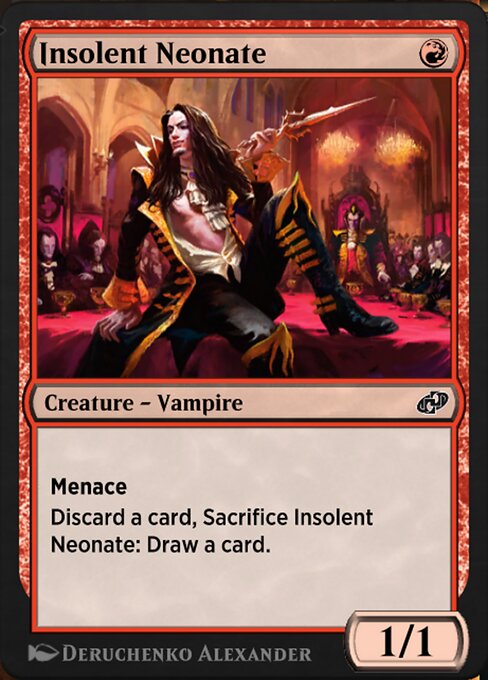 Insolent Neonate
Creature – Vampire
Menace
Discard a card, Sacrifice Insolent
Neonate: Draw a card.
1/1
Deruchenko Alexander